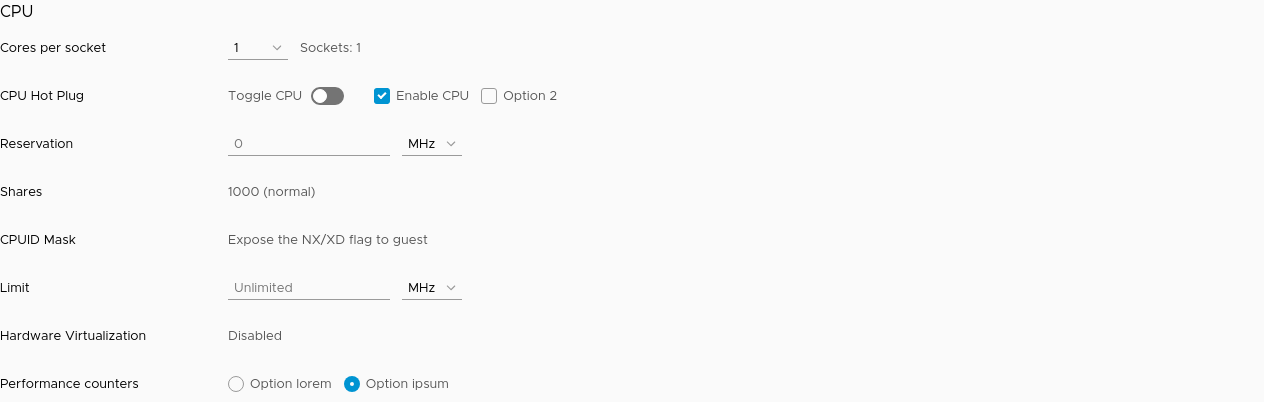 CPU
Cores per socket 1 Sockets: 1
CPU Hot Plug Toggle CPU Enable CPU Option 2
Reservation 0 MHz
Shares 1000 (normal)
CPUID Mask Expose the NX/XD flag to guest
Limit Unlimited MHz
Hardware Virtualization Disabled
Performance counters Option lorem Option ipsum